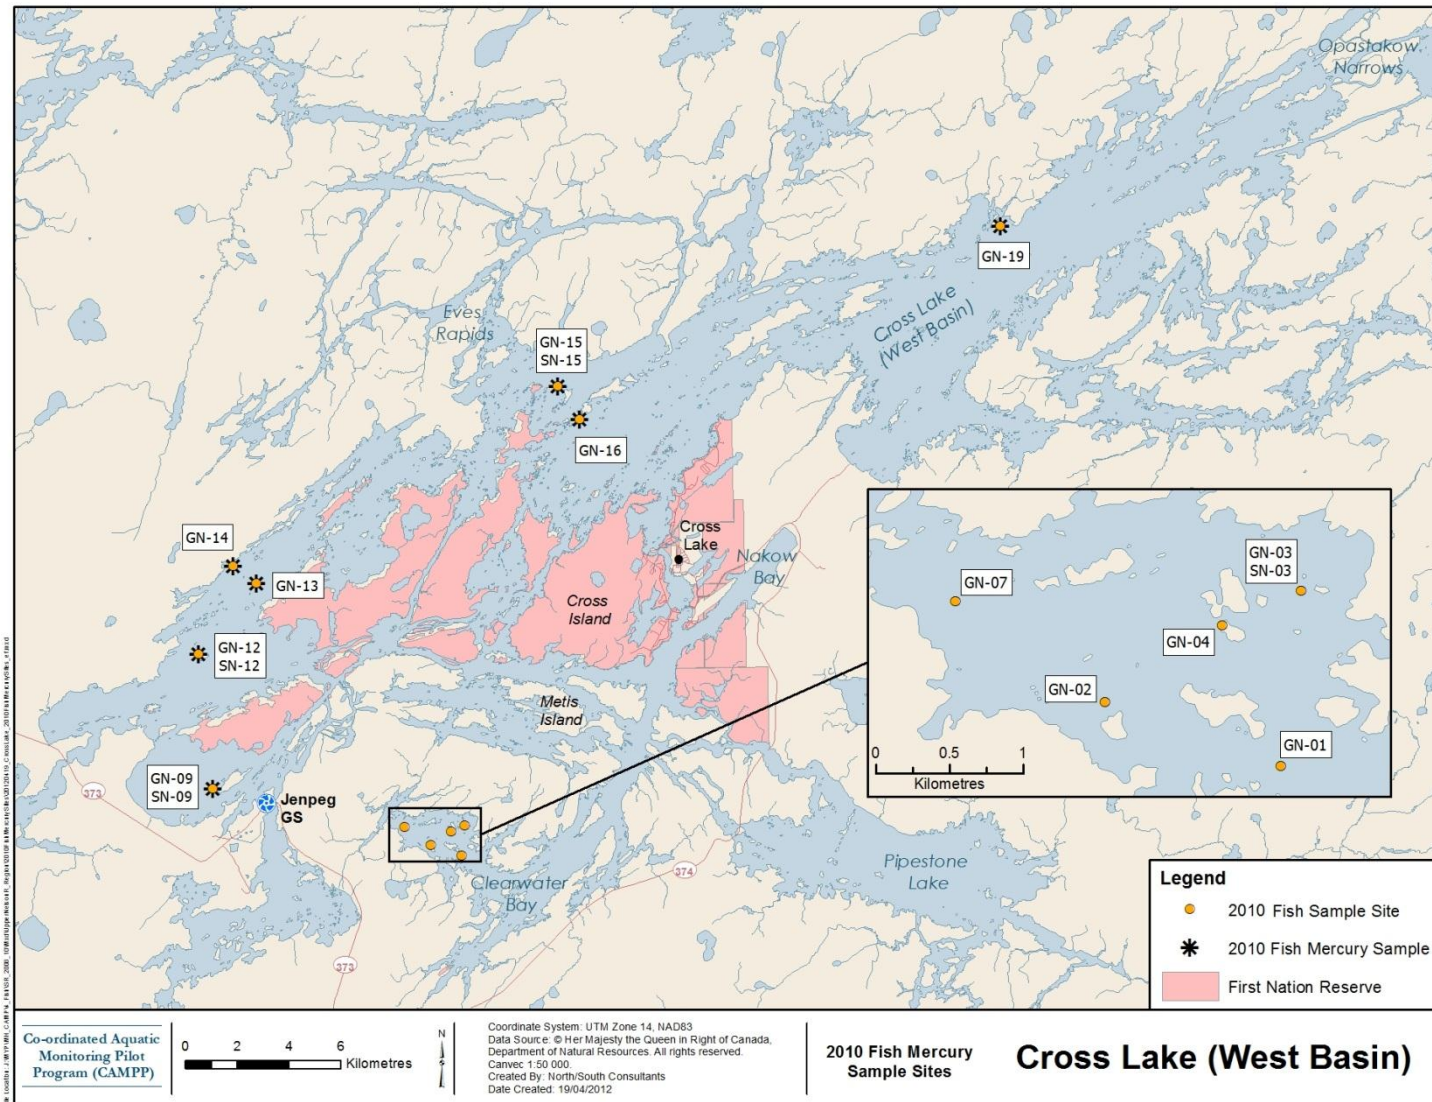 Opastakow
Narrows
GN-19
Cross Lake
(West Basin)
Eves
Rapids
GN-15
SN-15
GN-16
GN-14
GN-13
GN-12
SN-12
Cross
Lake
Nakow
Bay
Cross
Island
Metis
Island
GN-09
SN-09
Jenpeg
GS
373
373
374
Clearwater
Bay
Pipestone
Lake
GN-07
GN-03
SN-03
GN-04
GN-02
GN-01
0 0.5 1
Kilometres
Legend
2010 Fish Sample Site
2010 Fish Mercury Sample
First Nation Reserve
Co-ordinated Aquatic
Monitoring Pilot
Program (CAMPP)
0 2 4 6
Kilometres
N
Coordinate System: UTM Zone 14, NAD83
Data Source: © Her Majesty the Queen in Right of Canada,
Department of Natural Resources. All rights reserved.
Canvec 1:50 000.
Created By: North/South Consultants
Date Created: 19/04/2012
2010 Fish Mercury
Sample Sites
Cross Lake (West Basin)